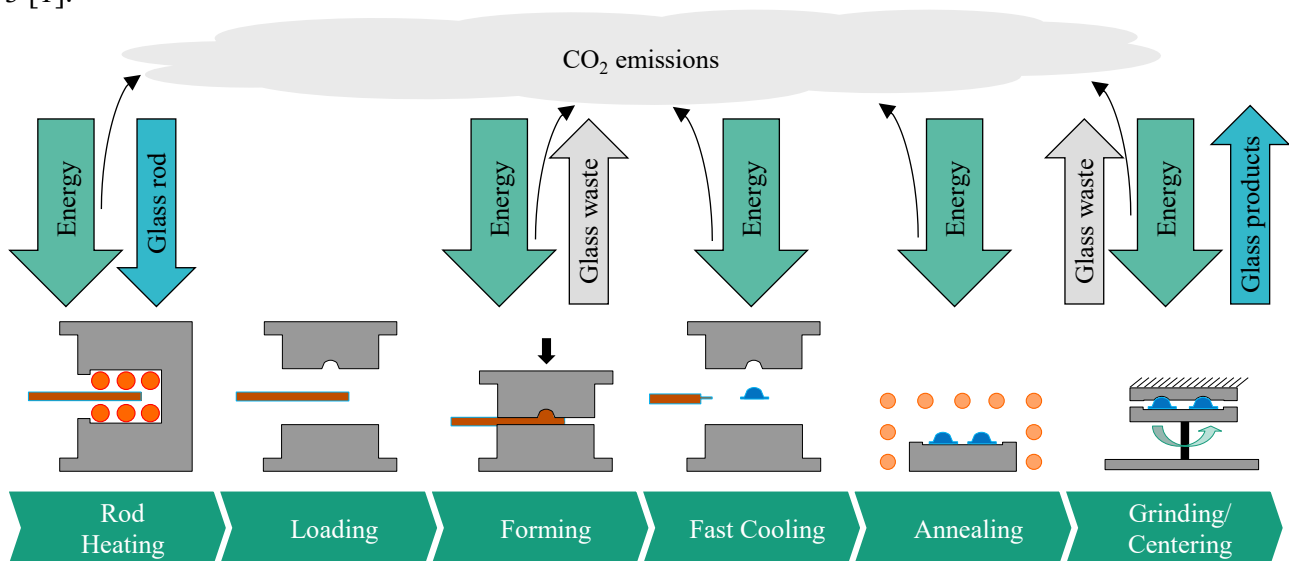 5 [1].
CO₂ emissions
Energy
Glass rod
Energy
Glass waste
Energy
Energy
Glass waste
Energy
Glass products
Rod
Heating
Loading
Forming
Fast Cooling
Annealing
Grinding/
Centering